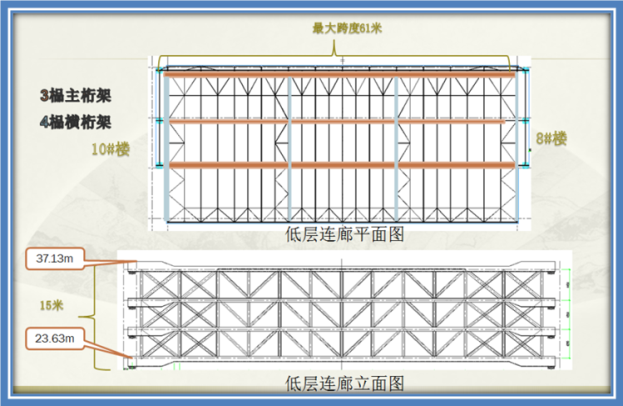 最大跨度61米
3榀主桁架
4榀横桁架
10#楼
8#楼
低层连廊平面图
37.13m
15米
23.63m
低层连廊立面图